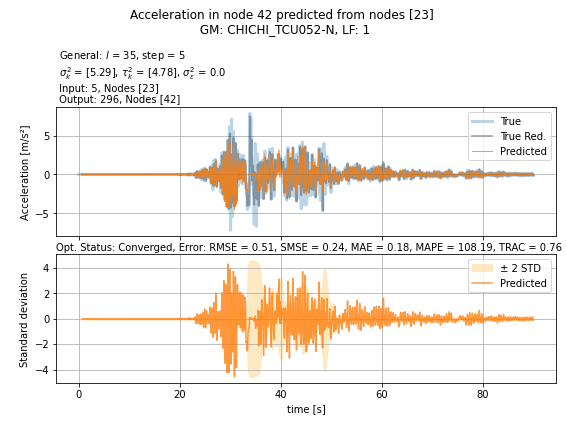 Acceleration in node 42 predicted from nodes [23]
GM: CHICHI_TCU052-N, LF: 1
General: l = 35, step = 5
σ²ₖ = [5.29], τ²ₖ = [4.78], σ²ε = 0.0
Input: 5, Nodes [23]
Output: 296, Nodes [42]
True
True Red.
Predicted
Acceleration [m/s²]
5
0
−5
Opt. Status: Converged, Error: RMSE = 0.51, SMSE = 0.24, MAE = 0.18, MAPE = 108.19, TRAC = 0.76
± 2 STD
Predicted
Standard deviation
4
2
0
−2
−4
0 20 40 60 80
time [s]